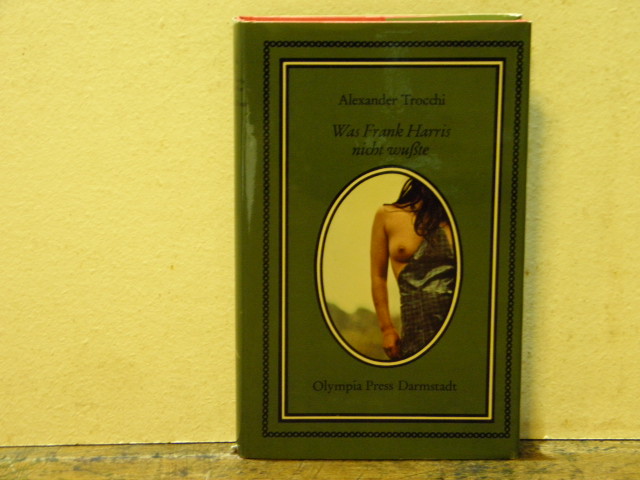 Alexander Trocchi
Was Frank Harris
nicht wußte
Olympia Press Darmstadt